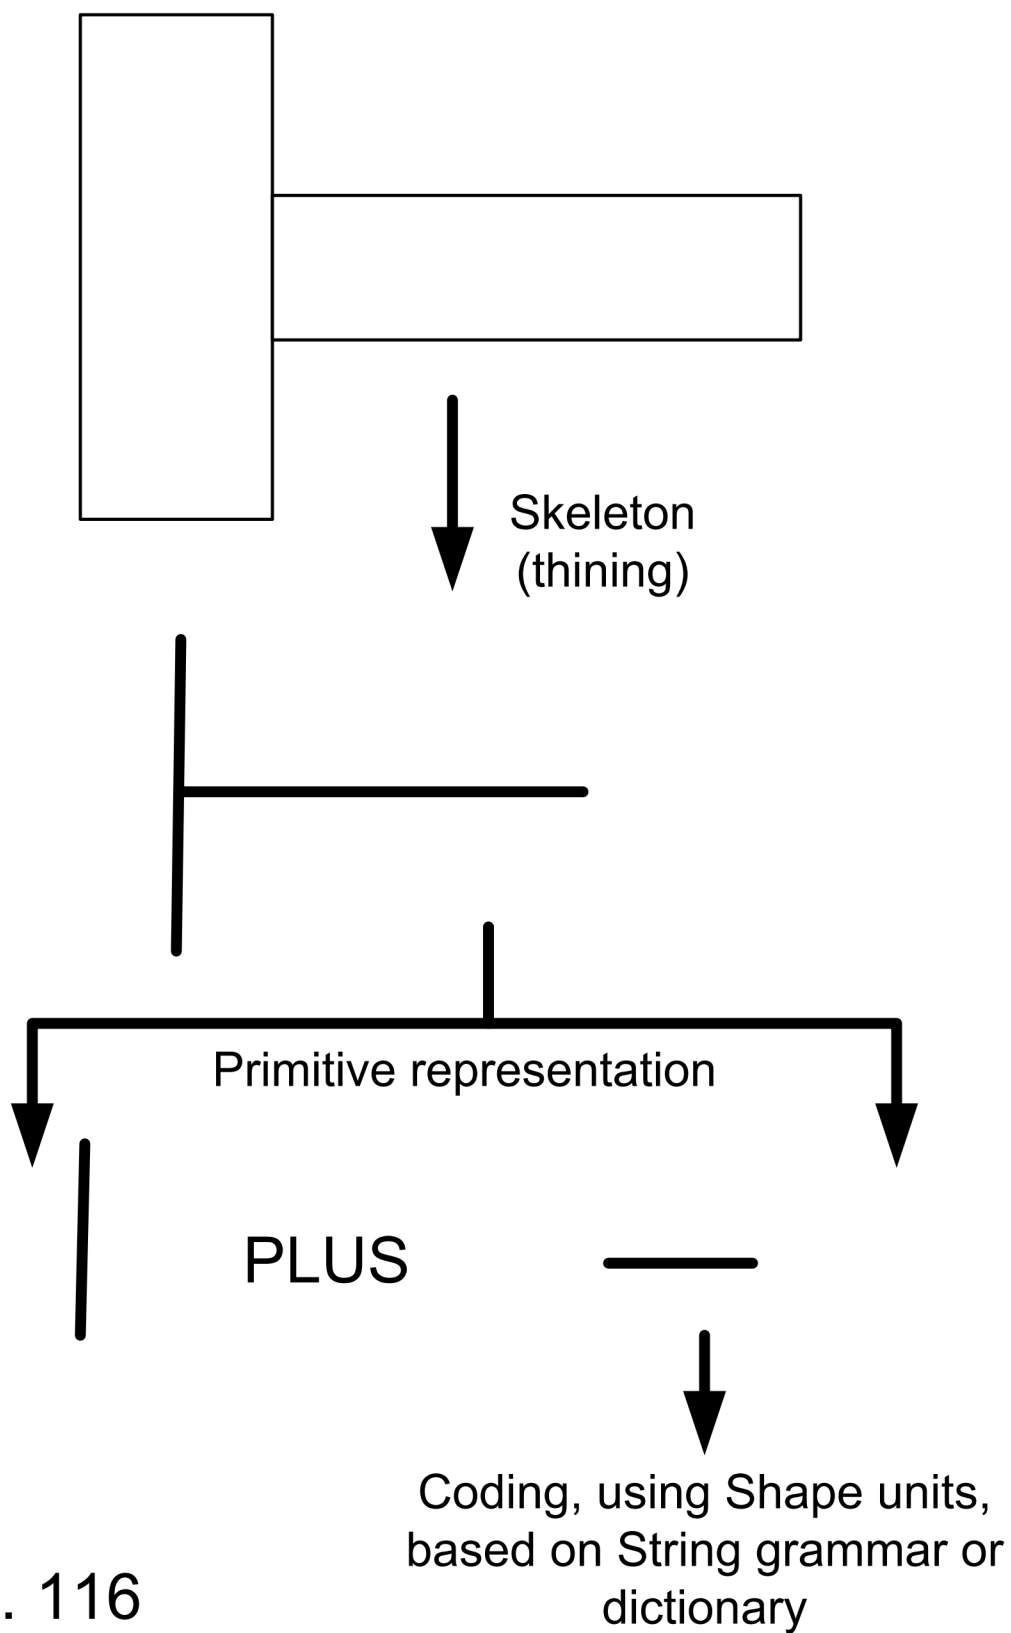 Skeleton
(thining)
Primitive representation
PLUS
Coding, using Shape units,
based on String grammar or
dictionary
. 116